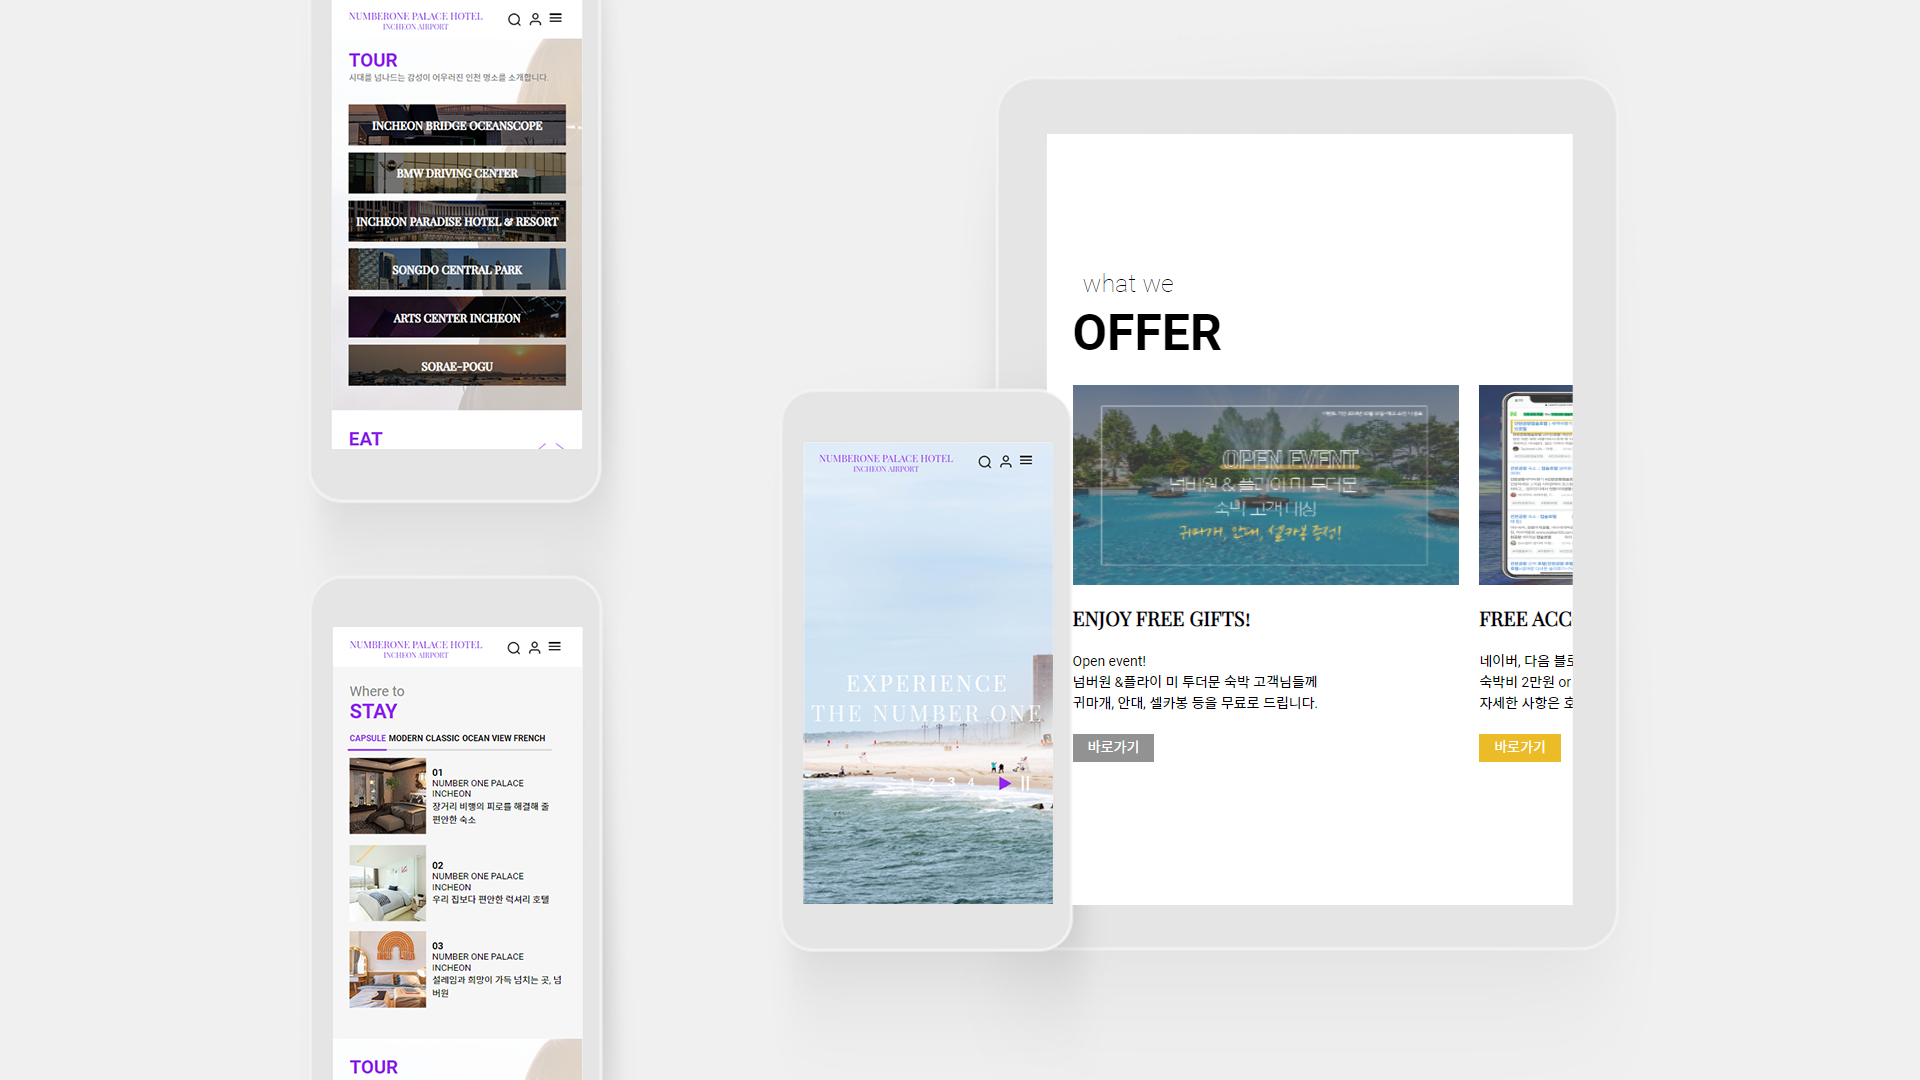 NUMBERONE PALACE HOTEL
INCHEON AIRPORT
TOUR
시대를 넘나드는 감성이 어우러진 인천 명소를 소개합니다.
INCHEON BRIDGE OCEANSCOPE
BMW DRIVING CENTER
INCHEON PARADISE HOTEL & RESORT
SONGDO CENTRAL PARK
ARTS CENTER INCHEON
SORAE-POGU
EAT
NUMBERONE PALACE HOTEL
INCHEON AIRPORT
Where to
STAY
CAPSULE MODERN CLASSIC OCEAN VIEW FRENCH
01
NUMBER ONE PALACE
INCHEON
장거리 비행의 피로를 해결해 줄
편안한 숙소
02
NUMBER ONE PALACE
INCHEON
우리 집보다 편안한 럭셔리 호텔
03
NUMBER ONE PALACE
INCHEON
설레임과 희망이 가득 넘치는 곳, 넘
버원
TOUR
NUMBERONE PALACE HOTEL
INCHEON AIRPORT
EXPERIENCE
THE NUMBER ONE
1 2 3 4
what we
OFFER
OPEN EVENT
넘버원 & 플라이 미 투더문
숙박 고객 대상
귀마개, 안대, 셀카봉 증정!
ENJOY FREE GIFTS!
Open event!
넘버원 &플라이 미 투더문 숙박 고객님들께
귀마개, 안대, 셀카봉 등을 무료로 드립니다.
바로가기
FREE ACC
네이버, 다음 블로
숙박비 2만원 or
자세한 사항은 호
바로가기